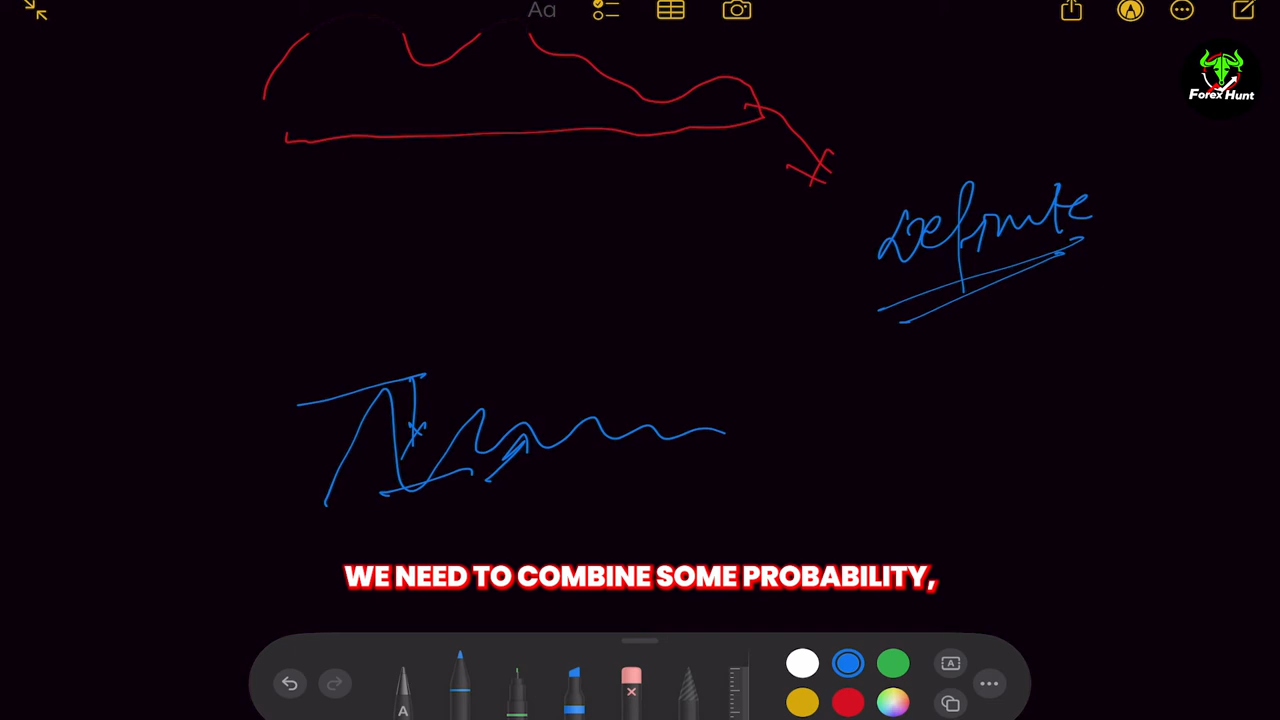 Aa
Forex Hunt
Definite
WE NEED TO COMBINE SOME PROBABILITY,
A
A